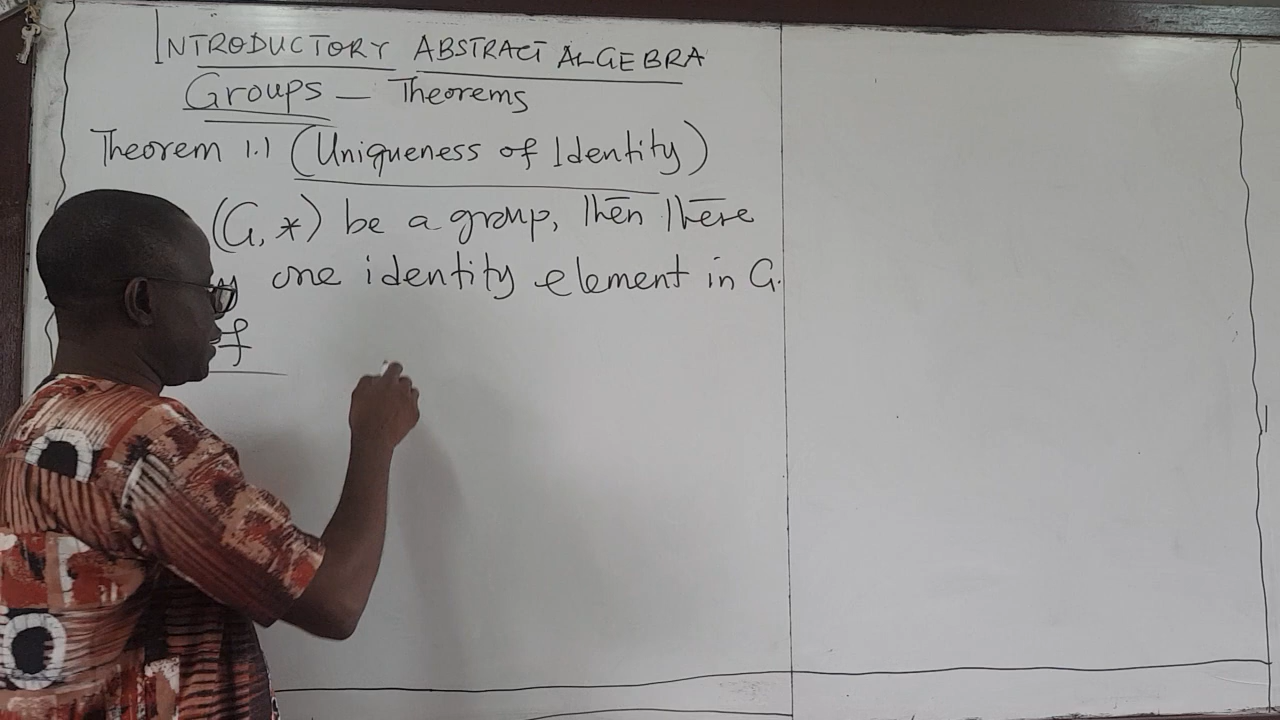 INTRODUCTORY ABSTRACT ALGEBRA
Groups — Theorems
Theorem 1.1 (Uniqueness of Identity)
(G, *) be a group, Then There
one identity element in G.
f